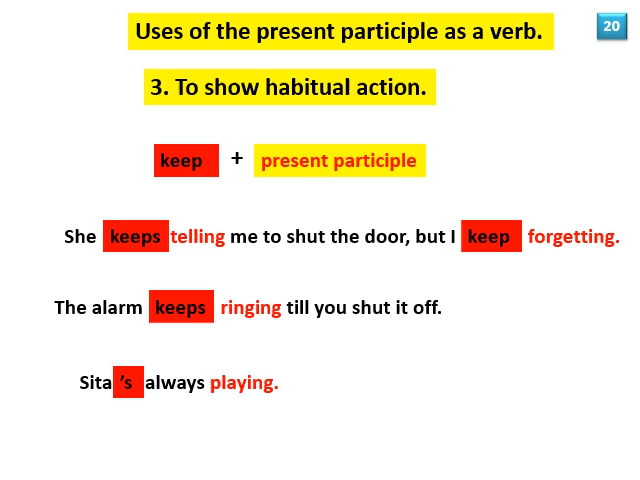 Uses of the present participle as a verb.
20
3. To show habitual action.
keep + present participle
She keeps telling me to shut the door, but I keep forgetting.
The alarm keeps ringing till you shut it off.
Sita ’s always playing.